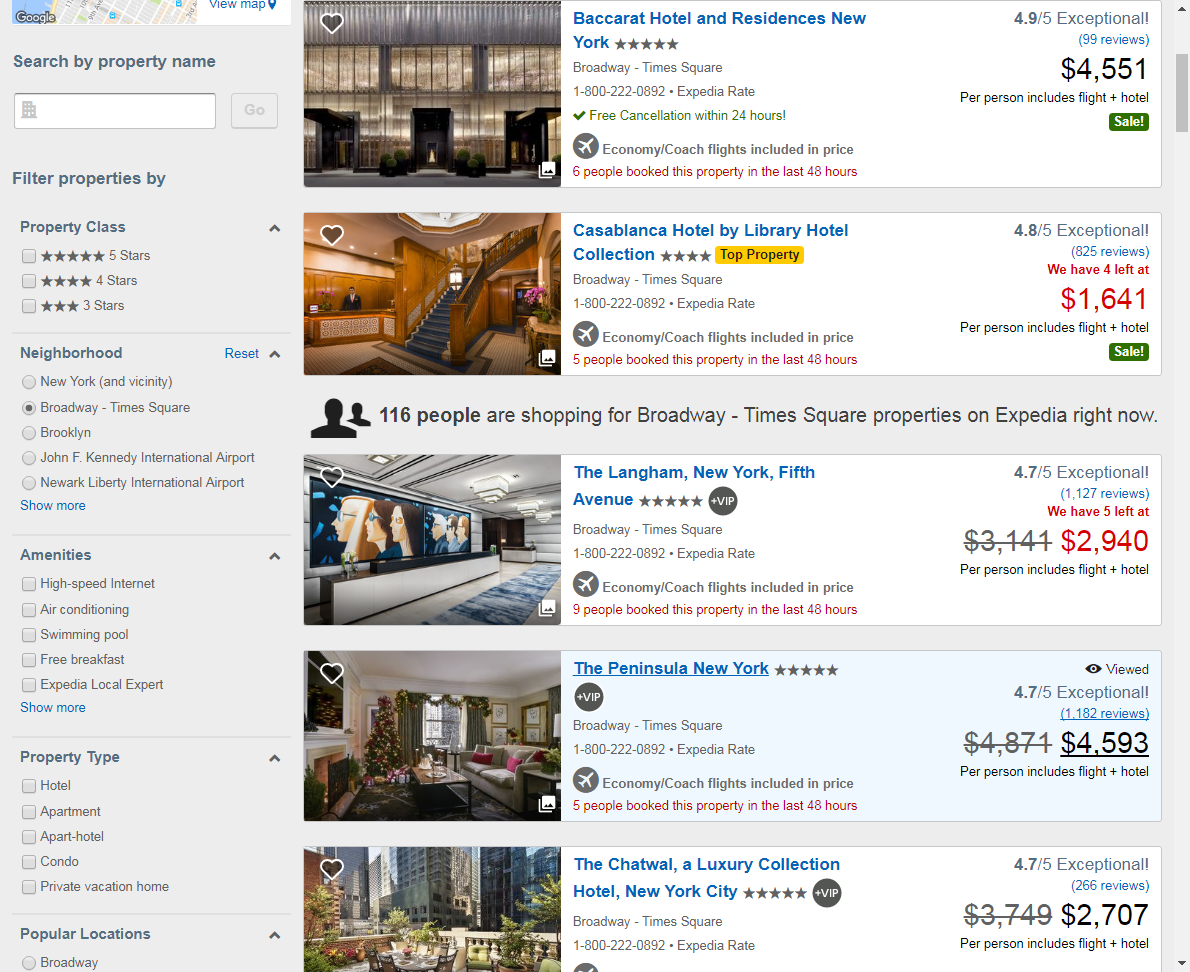 Google
View map
Search by property name
Go
Filter properties by
Property Class
5 Stars
4 Stars
3 Stars
Neighborhood Reset
New York (and vicinity)
Broadway - Times Square
Brooklyn
John F. Kennedy International Airport
Newark Liberty International Airport
Show more
Amenities
High-speed Internet
Air conditioning
Swimming pool
Free breakfast
Expedia Local Expert
Show more
Property Type
Hotel
Apartment
Apart-hotel
Condo
Private vacation home
Popular Locations
Broadway
Baccarat Hotel and Residences New
York
Broadway - Times Square
1-800-222-0892 • Expedia Rate
Free Cancellation within 24 hours!
Economy/Coach flights included in price
6 people booked this property in the last 48 hours
4.9/5 Exceptional!
(99 reviews)
$4,551
Per person includes flight + hotel
Sale!
Casablanca Hotel by Library Hotel
Collection Top Property
Broadway - Times Square
1-800-222-0892 • Expedia Rate
Economy/Coach flights included in price
5 people booked this property in the last 48 hours
4.8/5 Exceptional!
(825 reviews)
We have 4 left at
$1,641
Per person includes flight + hotel
Sale!
116 people are shopping for Broadway - Times Square properties on Expedia right now.
The Langham, New York, Fifth
Avenue +VIP
Broadway - Times Square
1-800-222-0892 • Expedia Rate
Economy/Coach flights included in price
9 people booked this property in the last 48 hours
4.7/5 Exceptional!
(1,127 reviews)
We have 5 left at
$3,141 $2,940
Per person includes flight + hotel
The Peninsula New York
+VIP
Broadway - Times Square
1-800-222-0892 • Expedia Rate
Economy/Coach flights included in price
5 people booked this property in the last 48 hours
Viewed
4.7/5 Exceptional!
(1,182 reviews)
$4,871 $4,593
Per person includes flight + hotel
The Chatwal, a Luxury Collection
Hotel, New York City +VIP
Broadway - Times Square
1-800-222-0892 • Expedia Rate
4.7/5 Exceptional!
(266 reviews)
$3,749 $2,707
Per person includes flight + hotel